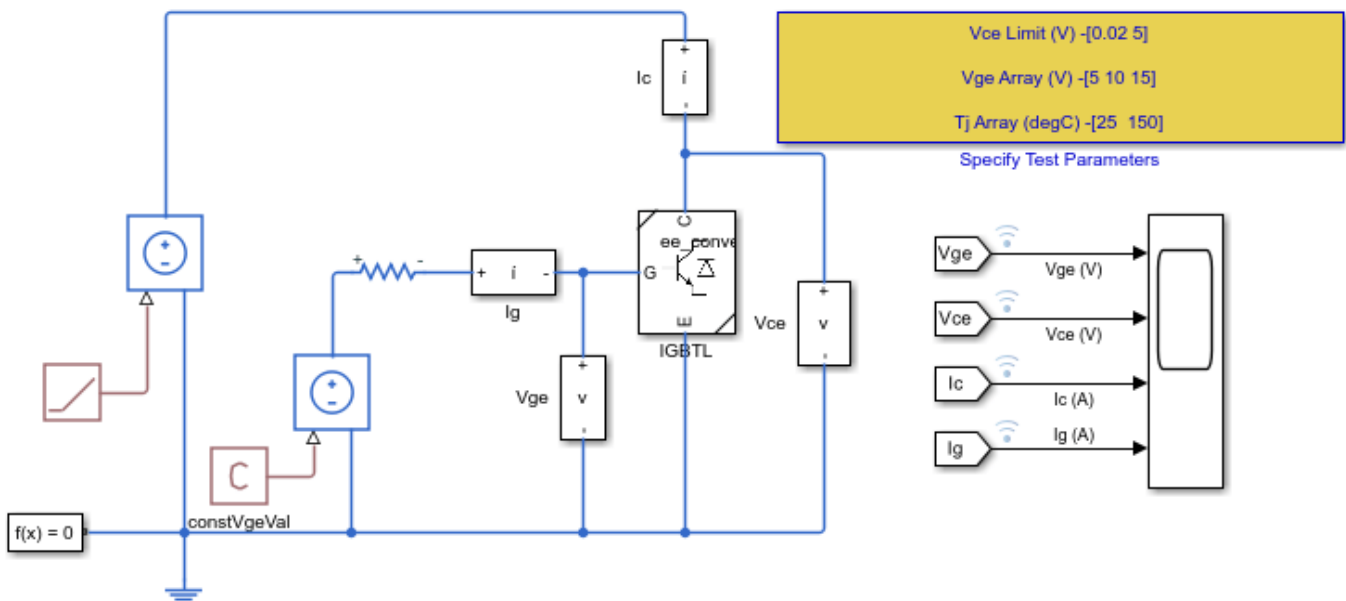 Vce Limit (V) -[0.02 5]
Vge Array (V) -[5 10 15]
Tj Array (degC) -[25 150]
Specify Test Parameters
Ic
+
i
-
C
ee_conve
G
E
IGBTL
+
-
+
i
-
Ig
Vge
+
v
-
Vce
+
v
-
+
-
+
-
C
constVgeVal
f(x) = 0
Vge
Vge (V)
Vce
Vce (V)
Ic
Ic (A)
Ig
Ig (A)